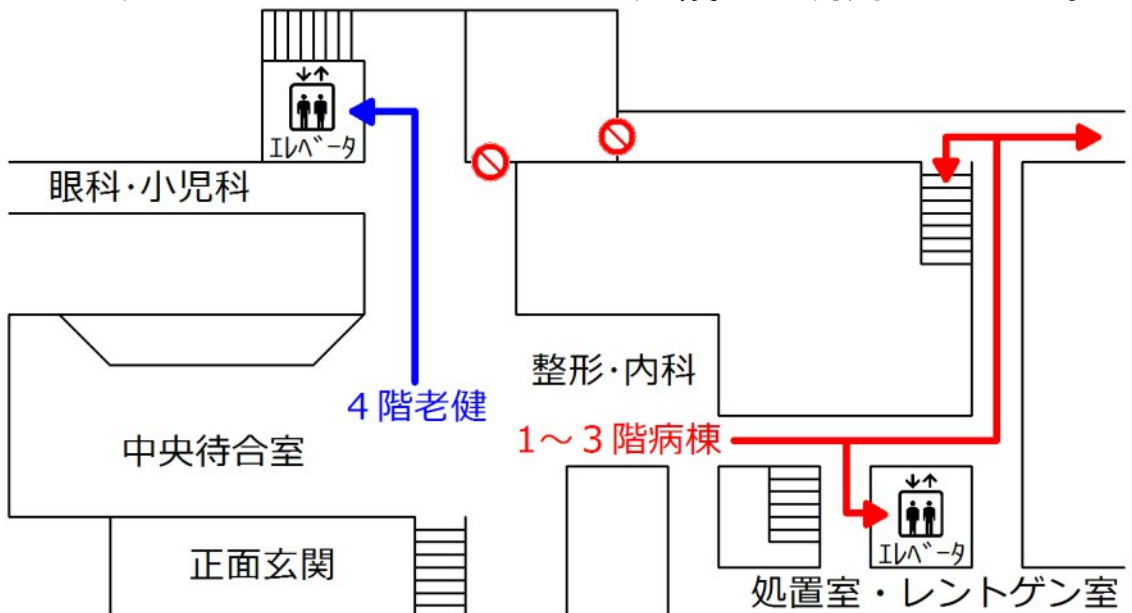 エレベータ
眼科・小児科
整形・内科
4階老健
1~3階病棟
中央待合室
エレベータ
正面玄関
処置室・レントゲン室